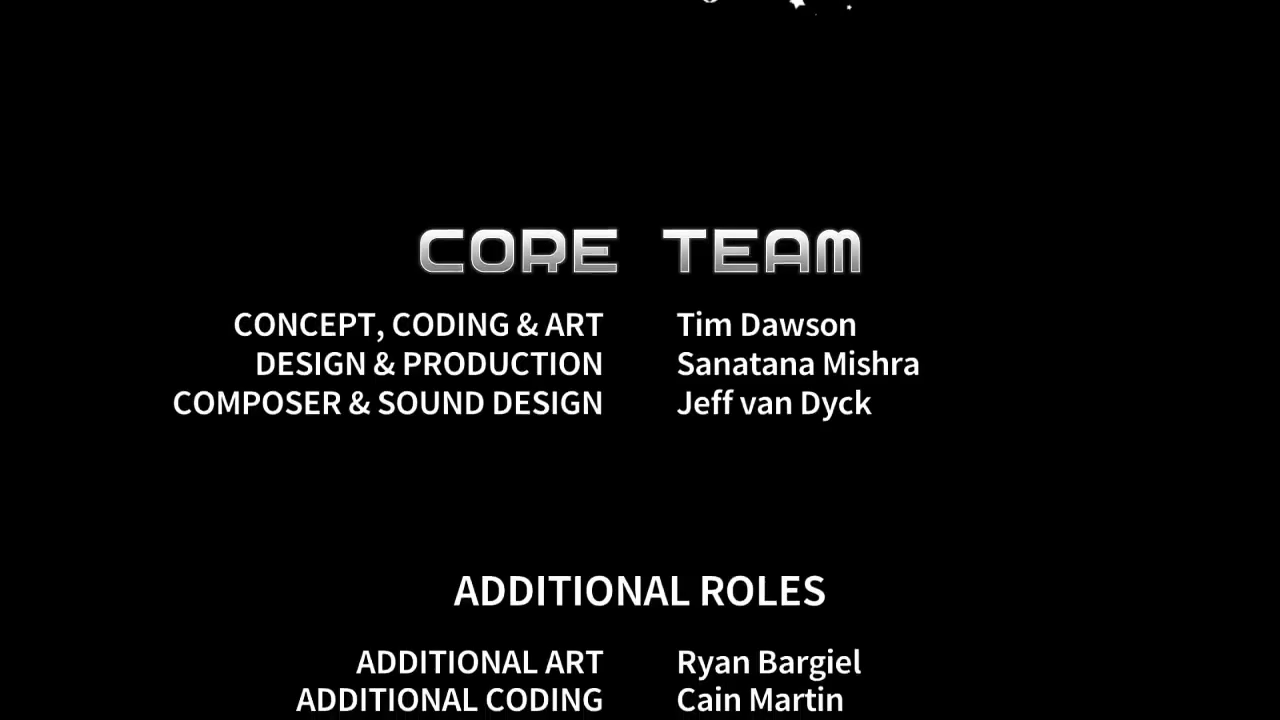 CORE TEAM
CONCEPT, CODING & ART Tim Dawson
DESIGN & PRODUCTION Sanatana Mishra
COMPOSER & SOUND DESIGN Jeff van Dyck
ADDITIONAL ROLES
ADDITIONAL ART Ryan Bargiel
ADDITIONAL CODING Cain Martin